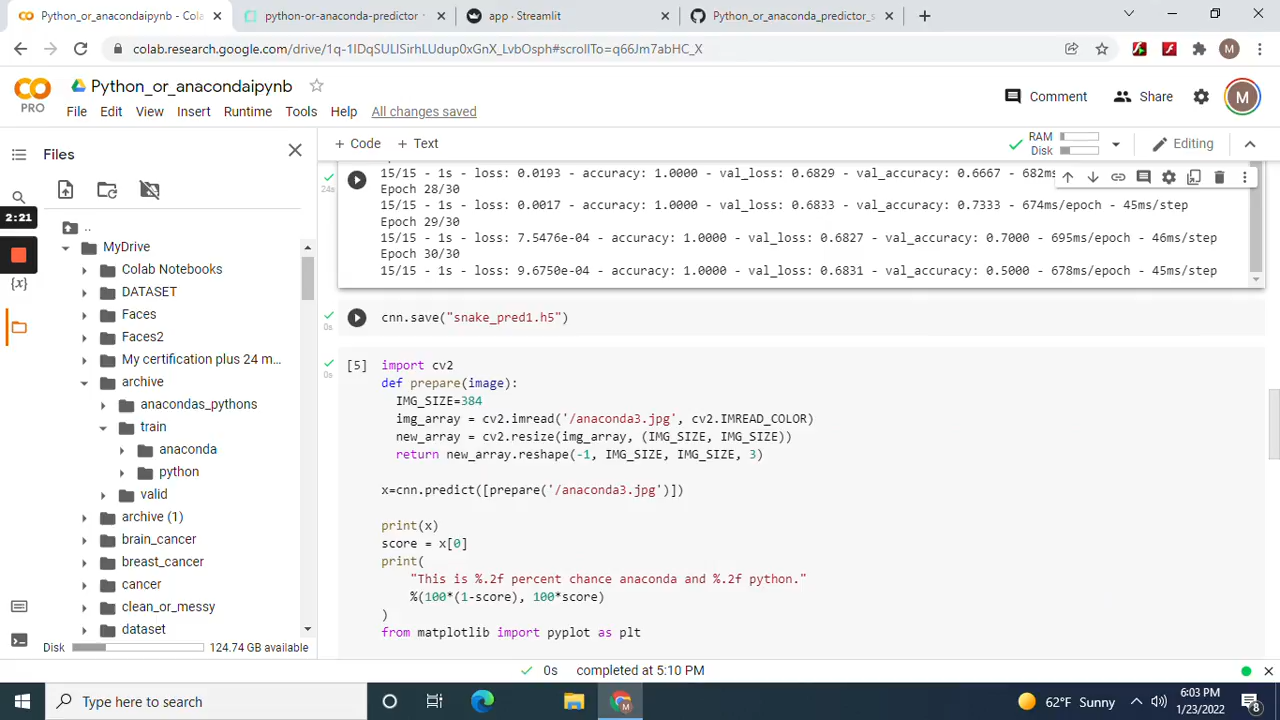 Python_or_anacondaipynb - Cola
python-or-anaconda-predictor
app · Streamlit
Python_or_anaconda_predictor_s
colab.research.google.com/drive/1q-1IDqSULISirhLUdup0xGnX_LvbOsph#scrollTo=q66Jm7abHC_X
M
PRO
Python_or_anacondaipynb
File Edit View Insert Runtime Tools Help All changes saved
Comment
Share
M
Files
+ Code + Text
RAM
Disk
Editing
2:21
{x}
..
MyDrive
Colab Notebooks
DATASET
Faces
Faces2
My certification plus 24 m...
archive
anacondas_pythons
train
anaconda
python
valid
archive (1)
brain_cancer
breast_cancer
cancer
clean_or_messy
dataset
Disk
124.74 GB available
24s
15/15 - 1s - loss: 0.0193 - accuracy: 1.0000 - val_loss: 0.6829 - val_accuracy: 0.6667 - 682ms
Epoch 28/30
15/15 - 1s - loss: 0.0017 - accuracy: 1.0000 - val_loss: 0.6833 - val_accuracy: 0.7333 - 674ms/epoch - 45ms/step
Epoch 29/30
15/15 - 1s - loss: 7.5476e-04 - accuracy: 1.0000 - val_loss: 0.6827 - val_accuracy: 0.7000 - 695ms/epoch - 46ms/step
Epoch 30/30
15/15 - 1s - loss: 9.6750e-04 - accuracy: 1.0000 - val_loss: 0.6831 - val_accuracy: 0.5000 - 678ms/epoch - 45ms/step
0s
cnn.save("snake_pred1.h5")
0s
[5]
import cv2
def prepare(image):
IMG_SIZE=384
img_array = cv2.imread('/anaconda3.jpg', cv2.IMREAD_COLOR)
new_array = cv2.resize(img_array, (IMG_SIZE, IMG_SIZE))
return new_array.reshape(-1, IMG_SIZE, IMG_SIZE, 3)
x=cnn.predict([prepare('/anaconda3.jpg')])
print(x)
score = x[0]
print(
"This is %.2f percent chance anaconda and %.2f python."
%(100*(1-score), 100*score)
)
from matplotlib import pyplot as plt
0s completed at 5:10 PM
Type here to search
62°F Sunny
6:03 PM
1/23/2022
8